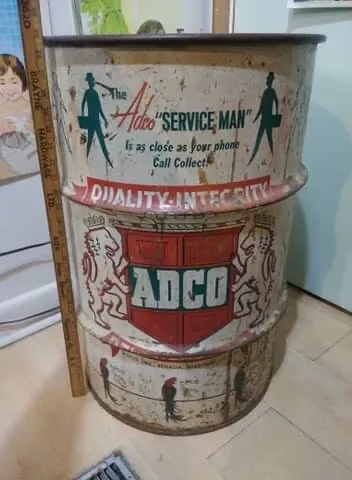 The Adco "SERVICE MAN"
Is as close as your phone
Call Collect!
QUALITY-INTEGRITY
ADCO